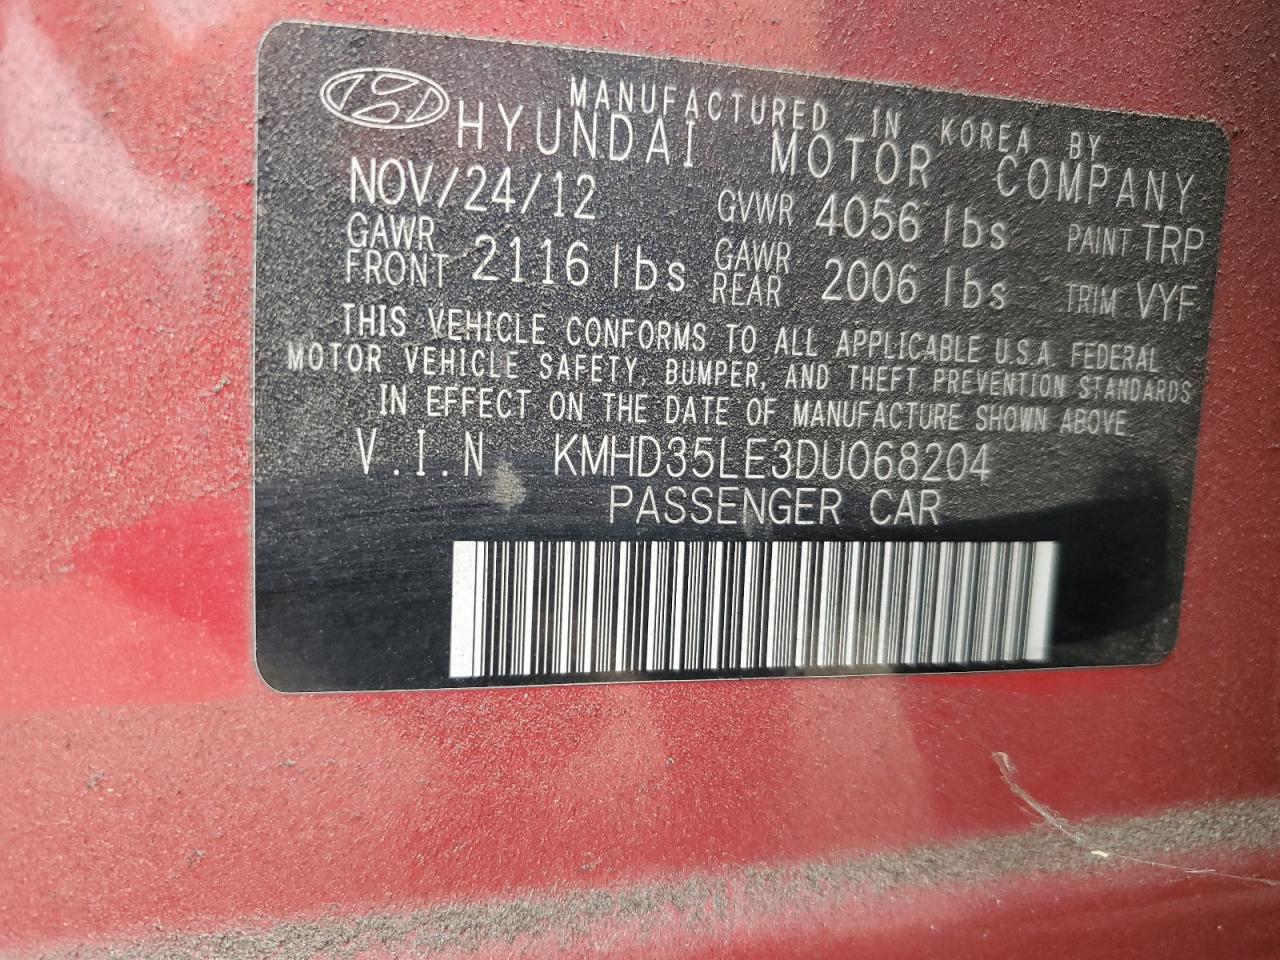 MANUFACTURED IN KOREA BY
HYUNDAI MOTOR COMPANY
NOV/24/12 GVWR 4056 lbs PAINT TRP
GAWR FRONT 2116 lbs GAWR REAR 2006 lbs TRIM VYF
THIS VEHICLE CONFORMS TO ALL APPLICABLE U.S.A. FEDERAL
MOTOR VEHICLE SAFETY, BUMPER, AND THEFT PREVENTION STANDARDS
IN EFFECT ON THE DATE OF MANUFACTURE SHOWN ABOVE.
V.I.N KMHD35LE3DU068204
PASSENGER CAR